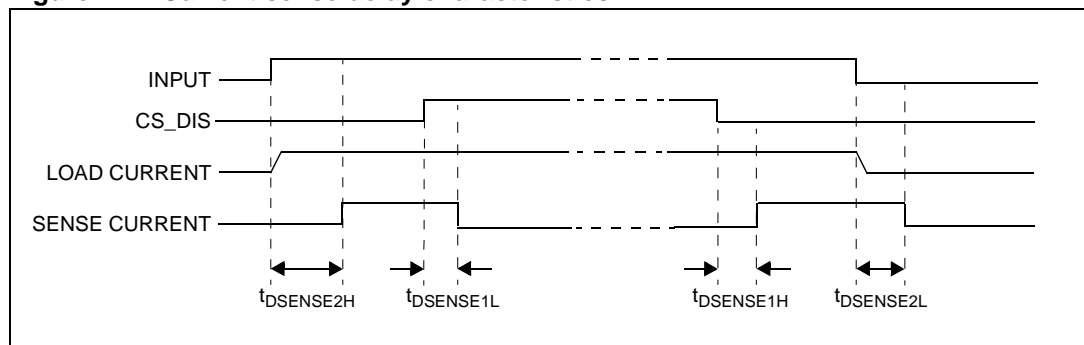 INPUT
CS_DIS
LOAD CURRENT
SENSE CURRENT
tDSENSE2H tDSENSE1L tDSENSE1H tDSENSE2L